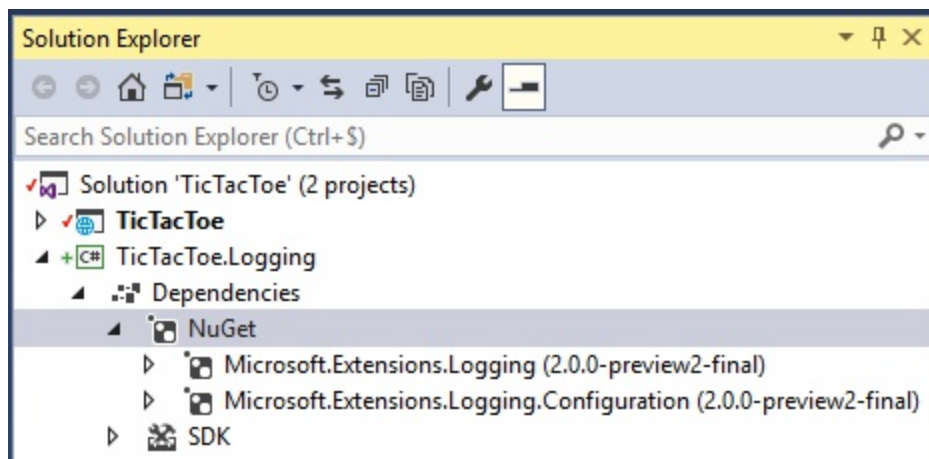 Solution Explorer
Search Solution Explorer (Ctrl+$)
Solution 'TicTacToe' (2 projects)
TicTacToe
C# TicTacToe.Logging
Dependencies
NuGet
Microsoft.Extensions.Logging (2.0.0-preview2-final)
Microsoft.Extensions.Logging.Configuration (2.0.0-preview2-final)
SDK